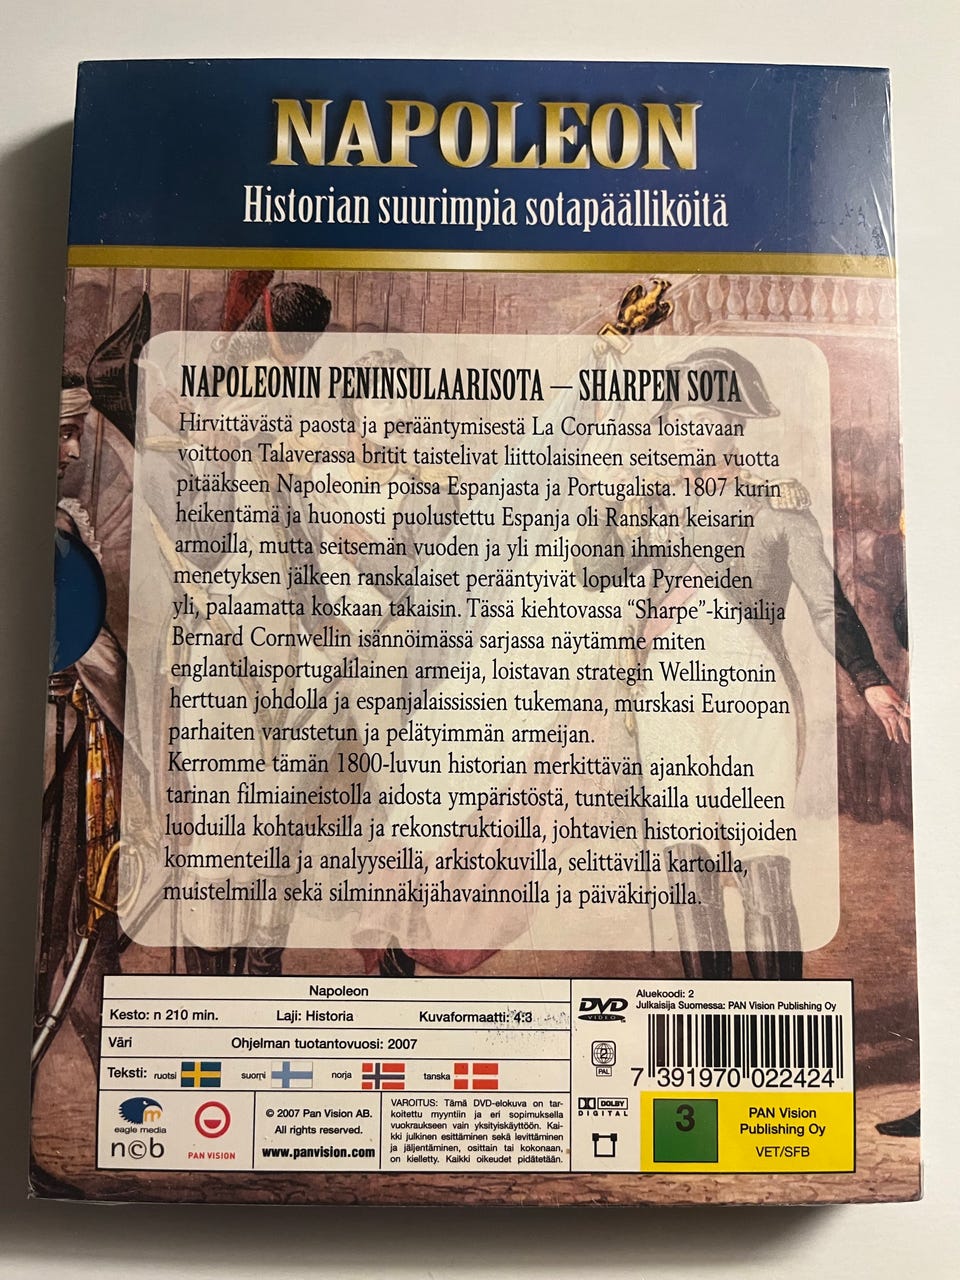 NAPOLEON
Historian suurimpia sotapäälliköitä
NAPOLEONIN PENINSULAARISOTA – SHARPEN SOTA
Hirvittävästä paosta ja perääntymisestä La Coruñassa loistavaan
voittoon Talaverassa britit taistelivat liittolaisineen seitsemän vuotta
pitääkseen Napoleonin poissa Espanjasta ja Portugalista. 1807 kurin
heikentämä ja huonosti puolustettu Espanja oli Ranskan keisarin
armoilla, mutta seitsemän vuoden ja yli miljoonan ihmishengen
menetyksen jälkeen ranskalaiset perääntyivät lopulta Pyreneiden
yli, palaamatta koskaan takaisin. Tässä kiehtovassa “Sharpe”-kirjailija
Bernard Cornwellin isännöimässä sarjassa näytämme miten
englantilaisportugalilainen armeija, loistavan strategin Wellingtonin
herttuan johdolla ja espanjalaississien tukemana, murskasi Euroopan
parhaiten varustetun ja pelätyimmän armeijan.
Kerromme tämän 1800-luvun historian merkittävän ajankohdan
tarinan filmiaineistolla aidosta ympäristöstä, tunteikkailla uudelleen
luoduilla kohtauksilla ja rekonstruktioilla, johtavien historioitsijoiden
kommenteilla ja analyyseillä, arkistokuvilla, selittävillä kartoilla,
muistelmilla sekä silminnäkijähavainnoilla ja päiväkirjoilla.
Napoleon
Kesto: n 210 min. Laji: Historia Kuvaformaatti: 4:3
Väri Ohjelman tuotantovuosi: 2007
Teksti: ruotsi suomi norja tanska
eagle media
ncb
PAN VISION
© 2007 Pan Vision AB.
All rights reserved.
www.panvision.com
VAROITUS: Tämä DVD-elokuva on tar-
koitettu myyntiin ja eri sopimuksella
vuokraukseen vain yksityiskäyttöön. Kai-
kki julkinen esittäminen sekä levittäminen
ja jäljentäminen, osittain tai kokonaan,
on kielletty. Kaikki oikeudet pidätetään.
DVD
VIDEO
Aluekoodi: 2
Julkaisija Suomessa: PAN Vision Publishing Oy
2
PAL
7 391970 022424
DOLBY
DIGITAL
3
PAN Vision
Publishing Oy
VET/SFB